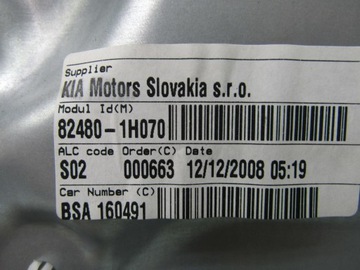 Supplier
KIA Motors Slovakia s.r.o.
Modul Id(M)
82480-1H070
ALC code Order(C) Date
S02 000663 12/12/2008 05:19
Car Number (C)
BSA 160491